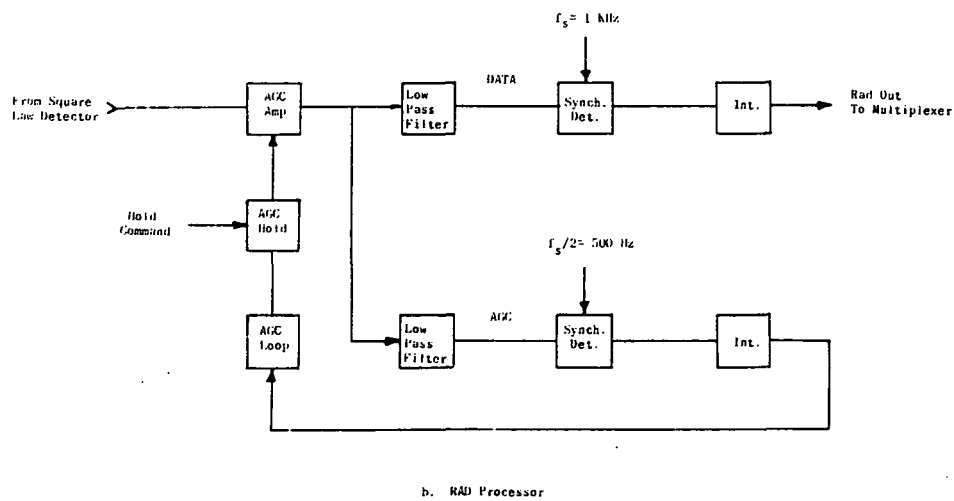 f_s = 1 KHz
DATA
From Square
Law Detector
AGC
Amp
Low
Pass
Filter
Synch.
Det.
Int.
Rad Out
To Multiplexer
Hold
Command
AGC
Hold
f_s/2= 500 Hz
AGC
Loop
Low
Pass
Filter
AGC
Synch.
Det.
Int.
b. RAD Processor